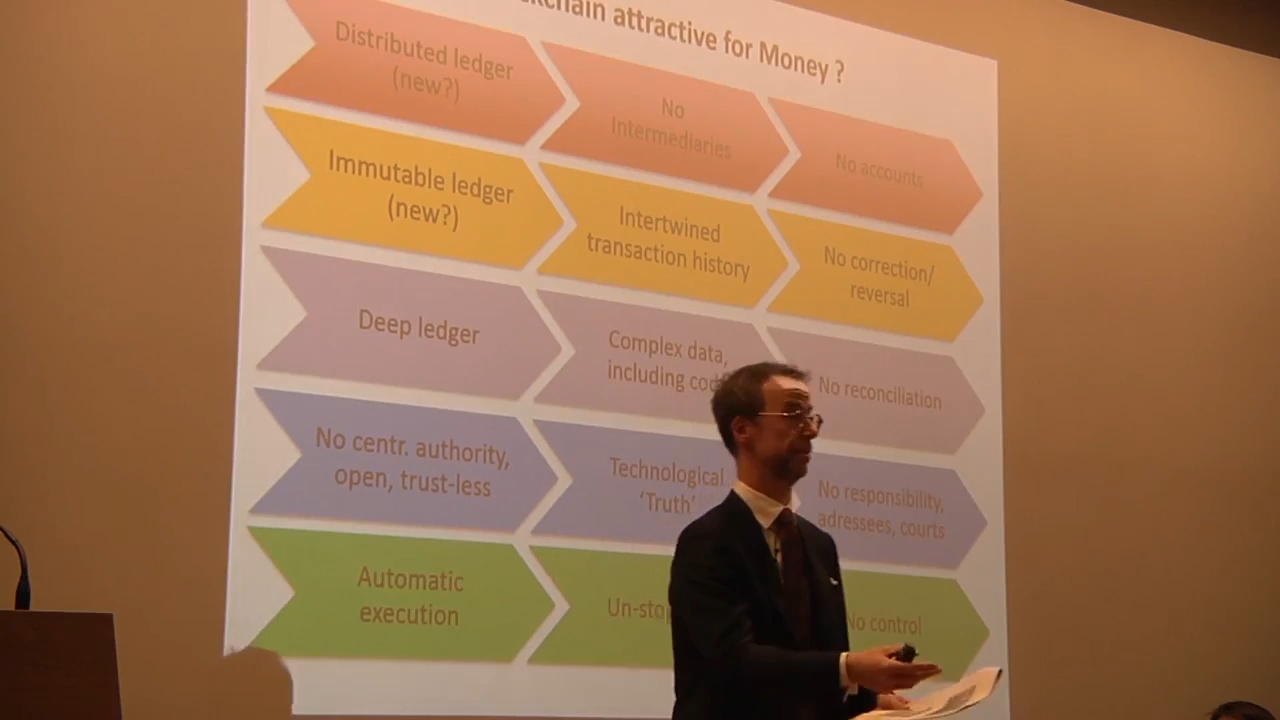 attractive for Money ?
Distributed ledger
(new?)
No
Intermediaries
No accounts
Immutable ledger
(new?)
Intertwined
transaction history
No correction/
reversal
Deep ledger
Complex data,
including
No reconciliation
No centr. authority,
open, trust-less
Technological
‘Truth’
No responsibility,
adressees, courts
Automatic
execution
No control